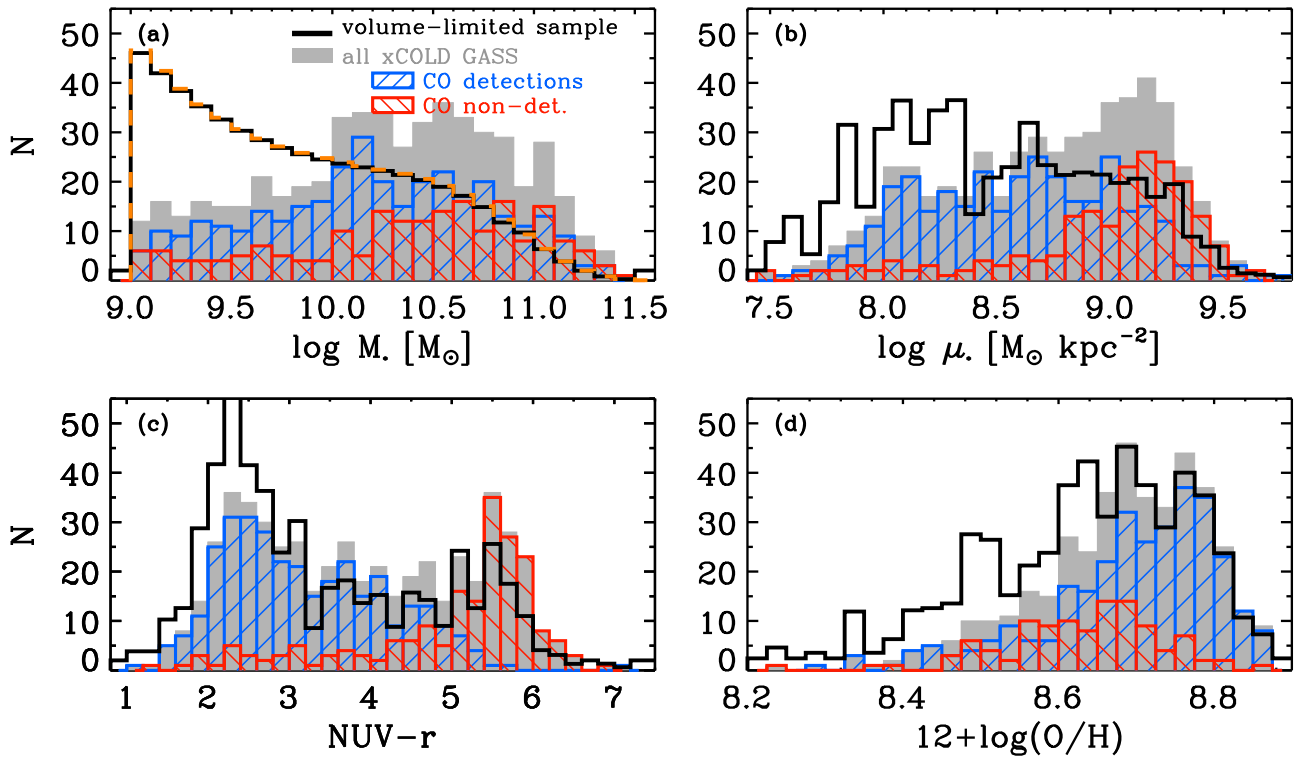 (a)
volume-limited sample
all xCOLD GASS
CO detections
CO non-det.
50
40
30
20
10
0
N
9.0 9.5 10.0 10.5 11.0 11.5
log M* [M⊙]
(b)
50
40
30
20
10
0
7.5 8.0 8.5 9.0 9.5
log μ* [M⊙ kpc⁻²]
(c)
50
40
30
20
10
0
N
1 2 3 4 5 6 7
NUV-r
(d)
50
40
30
20
10
0
8.2 8.4 8.6 8.8
12+log(O/H)